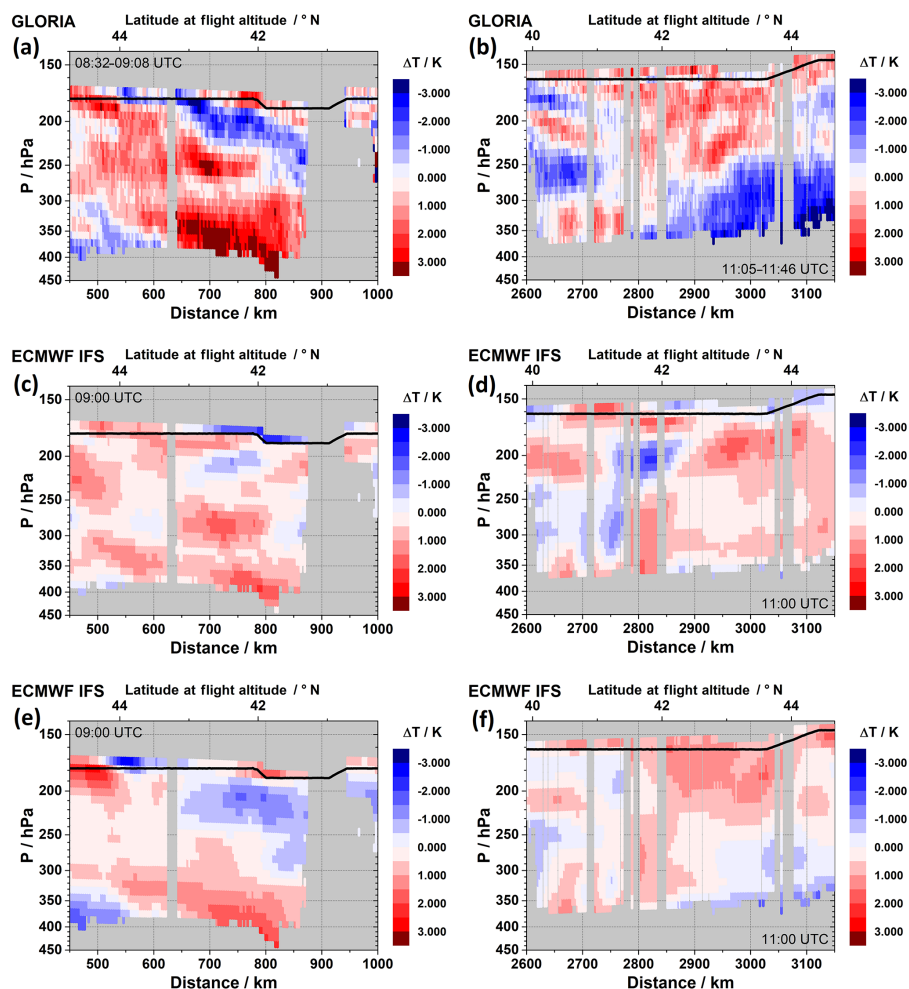 GLORIA Latitude at flight altitude / ° N
(a) 44 42
08:32-09:08 UTC
ΔT / K
P / hPa
150
200
250
300
350
400
450
-3.000
-2.000
-1.000
0.000
1.000
2.000
3.000
500 600 700 800 900 1000
Distance / km
GLORIA Latitude at flight altitude / ° N
(b) 40 41 42 43 44
ΔT / K
P / hPa
150
200
250
300
350
400
450
-3.000
-2.000
-1.000
0.000
1.000
2.000
3.000
11:05-11:46 UTC
2600 2700 2800 2900 3000 3100
Distance / km
ECMWF IFS Latitude at flight altitude / ° N
(c) 44 42
09:00 UTC
ΔT / K
P / hPa
150
200
250
300
350
400
450
-3.000
-2.000
-1.000
0.000
1.000
2.000
3.000
500 600 700 800 900 1000
Distance / km
ECMWF IFS Latitude at flight altitude / ° N
(d) 40 42 44
ΔT / K
P / hPa
150
200
250
300
350
400
450
-3.000
-2.000
-1.000
0.000
1.000
2.000
3.000
11:00 UTC
2600 2700 2800 2900 3000 3100
Distance / km
ECMWF IFS Latitude at flight altitude / ° N
(e) 44 42
09:00 UTC
ΔT / K
P / hPa
150
200
250
300
350
400
450
-3.000
-2.000
-1.000
0.000
1.000
2.000
3.000
500 600 700 800 900 1000
Distance / km
ECMWF IFS Latitude at flight altitude / ° N
(f) 40 42 44
ΔT / K
P / hPa
150
200
250
300
350
400
450
-3.000
-2.000
-1.000
0.000
1.000
2.000
3.000
11:00 UTC
2600 2700 2800 2900 3000 3100
Distance / km